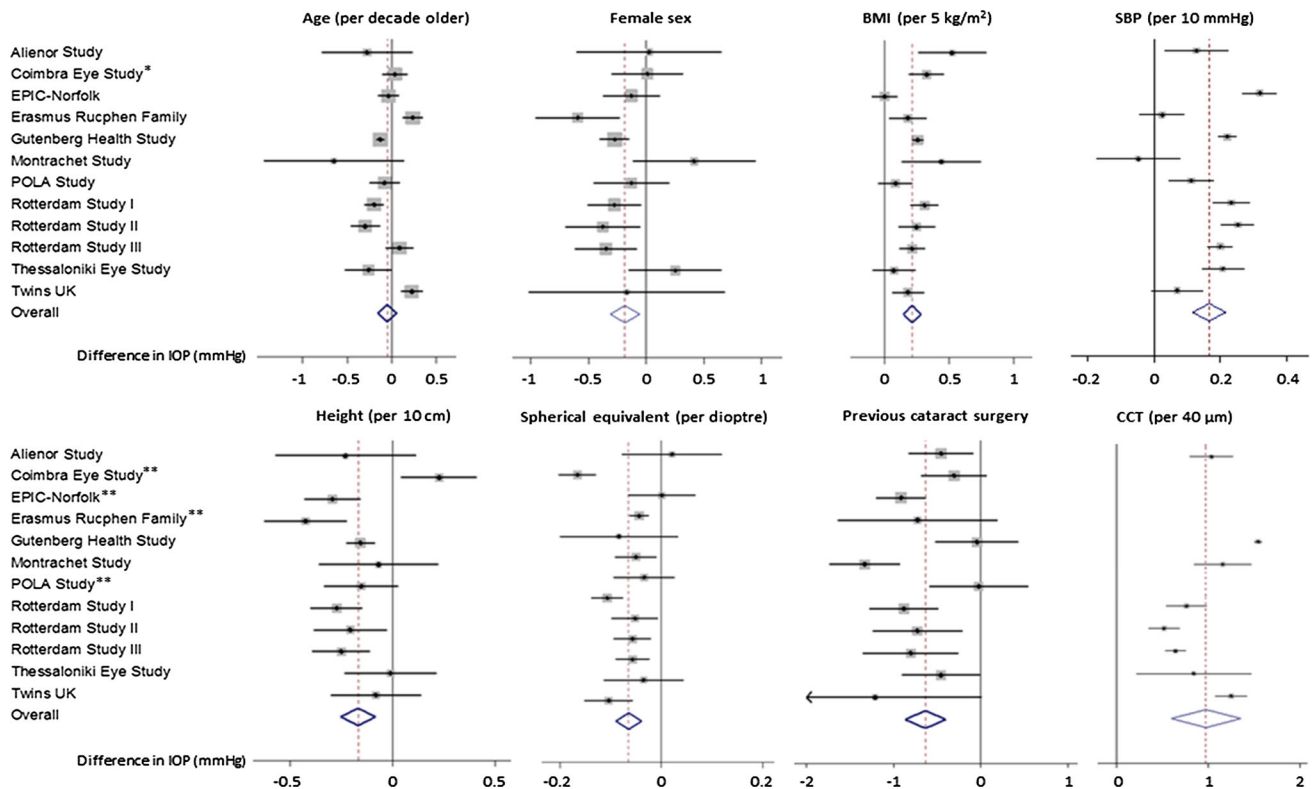 Age (per decade older) Female sex BMI (per 5 kg/m²) SBP (per 10 mmHg)
Alienor Study
Coimbra Eye Study*
EPIC-Norfolk
Erasmus Rucphen Family
Gutenberg Health Study
Montrachet Study
POLA Study
Rotterdam Study I
Rotterdam Study II
Rotterdam Study III
Thessaloniki Eye Study
Twins UK
Overall
Difference in IOP (mmHg)
-1 -0.5 0 0.5 -1 -0.5 0 0.5 1 0 0.5 1 -0.2 0 0.2 0.4
Height (per 10 cm) Spherical equivalent (per dioptre) Previous cataract surgery CCT (per 40 µm)
Alienor Study
Coimbra Eye Study**
EPIC-Norfolk**
Erasmus Rucphen Family**
Gutenberg Health Study
Montrachet Study
POLA Study**
Rotterdam Study I
Rotterdam Study II
Rotterdam Study III
Thessaloniki Eye Study
Twins UK
Overall
Difference in IOP (mmHg)
-0.5 0 0.5 -0.2 0 0.2 -2 -1 0 1 0 1 2